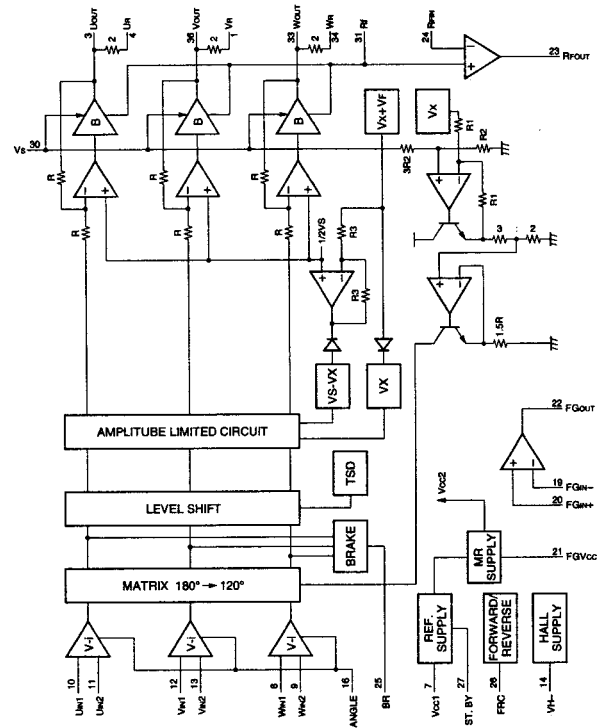 3 UOUT
2
4 UR
36 VOUT
2
1 VR
33 WOUT
2
34 WR
31 Rf
24 RFPIN
23 RFOUT
VS 30
B
B
B
R
R
R
R
R
R
VX+VF
VX
3R2
R1
R2
R1
3
2
1.5R
1/2VS
R3
R3
VS-VX
VX
AMPLITUBE LIMITED CIRCUIT
LEVEL SHIFT
TSD
BRAKE
MATRIX 180° → 120°
V-i
V-i
V-i
10 UIN1
11 UIN2
12 VIN1
13 VIN2
8 WIN1
9 WIN2
16 ANGLE
25 BR
22 FGOUT
19 FGIN−
20 FGIN+
VCC2
MR SUPPLY
21 FGVCC
REF. SUPPLY
7 VCC1
27 ST. BY
FORWARD/ REVERSE
26 FRC
HALL SUPPLY
14 VH−